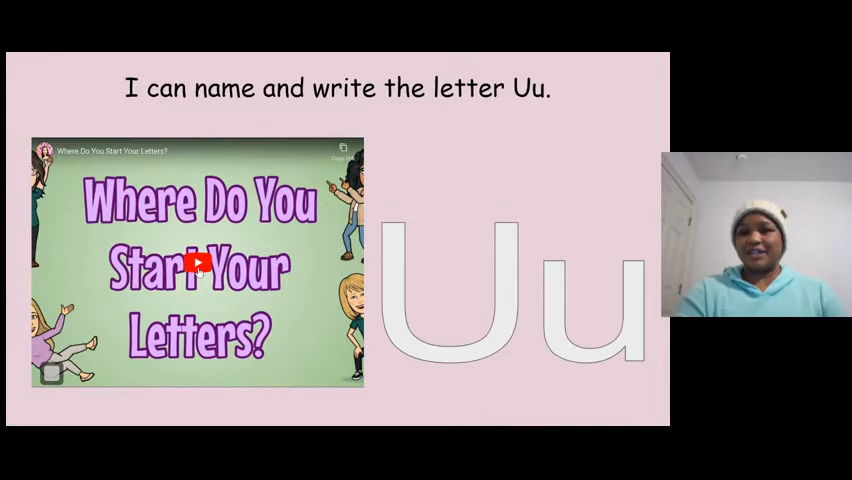 I can name and write the letter Uu.
Where Do You Start Your Letters?
Where Do You
Start Your
Letters?
Uu